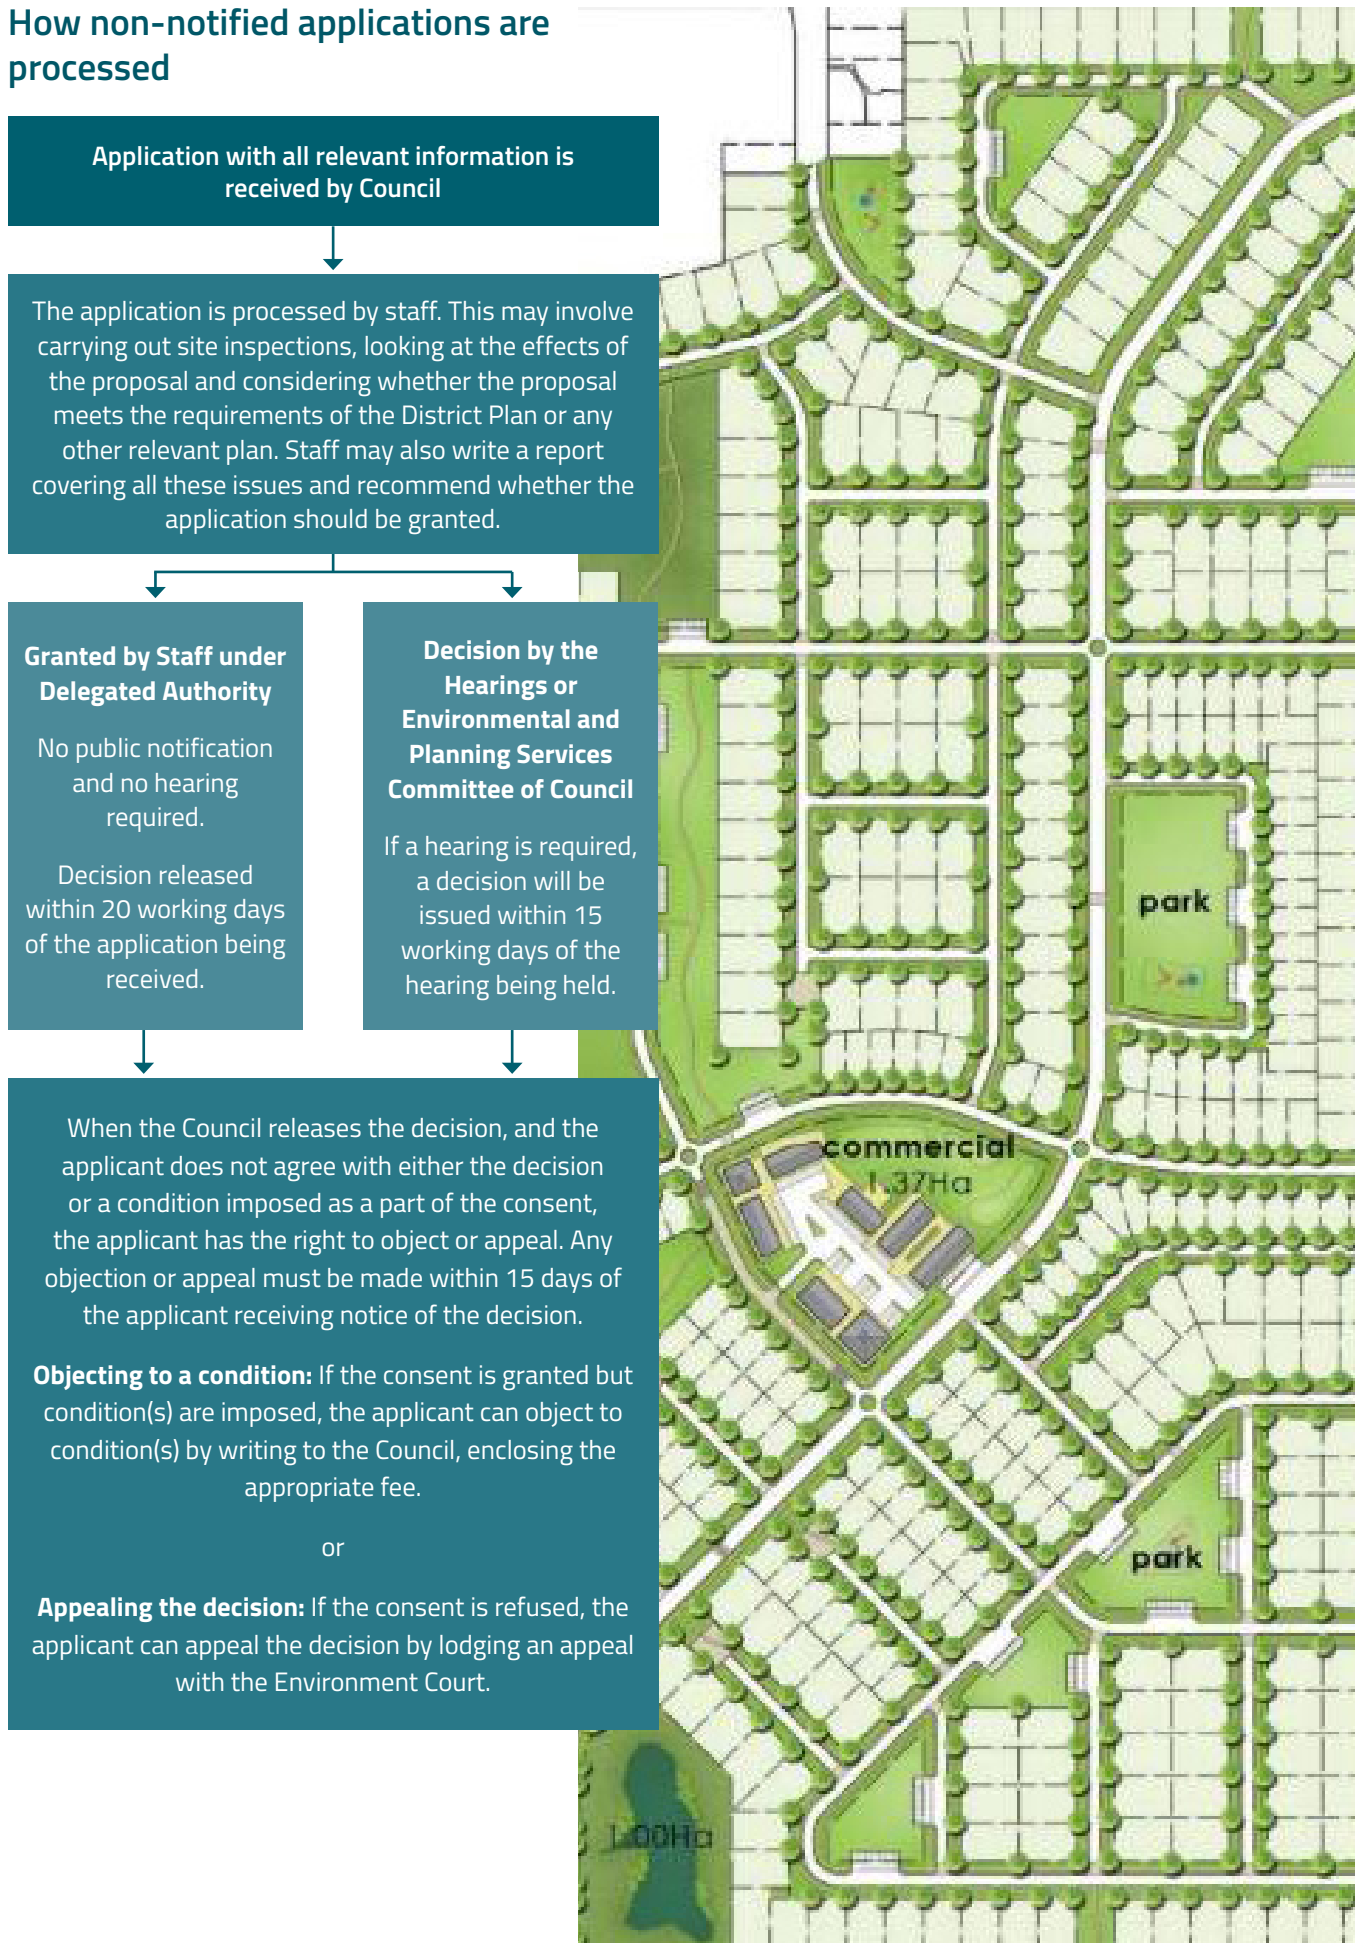 How non-notified applications are
processed
Application with all relevant information is
received by Council
The application is processed by staff. This may involve
carrying out site inspections, looking at the effects of
the proposal and considering whether the proposal
meets the requirements of the District Plan or any
other relevant plan. Staff may also write a report
covering all these issues and recommend whether the
application should be granted.
Granted by Staff under
Delegated Authority
No public notification
and no hearing
required.
Decision released
within 20 working days
of the application being
received.
Decision by the
Hearings or
Environmental and
Planning Services
Committee of Council
If a hearing is required,
a decision will be
issued within 15
working days of the
hearing being held.
When the Council releases the decision, and the
applicant does not agree with either the decision
or a condition imposed as a part of the consent,
the applicant has the right to object or appeal. Any
objection or appeal must be made within 15 days of
the applicant receiving notice of the decision.
Objecting to a condition: If the consent is granted but
condition(s) are imposed, the applicant can object to
condition(s) by writing to the Council, enclosing the
appropriate fee.
or
Appealing the decision: If the consent is refused, the
applicant can appeal the decision by lodging an appeal
with the Environment Court.
park
commercial
1.37Ha
park
1.00Ha